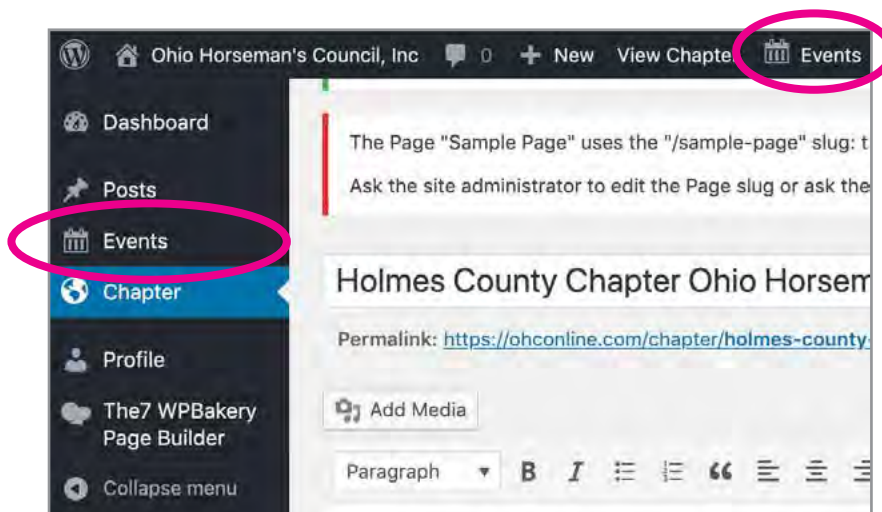 Ohio Horseman's Council, Inc 0 New View Chapter Events
Dashboard
Posts
Events
Chapter
Profile
The7 WPBakery
Page Builder
Collapse menu
The Page "Sample Page" uses the "/sample-page" slug: t
Ask the site administrator to edit the Page slug or ask the
Holmes County Chapter Ohio Horsem
Permalink: https://ohconline.com/chapter/holmes-county-
Add Media
Paragraph B I